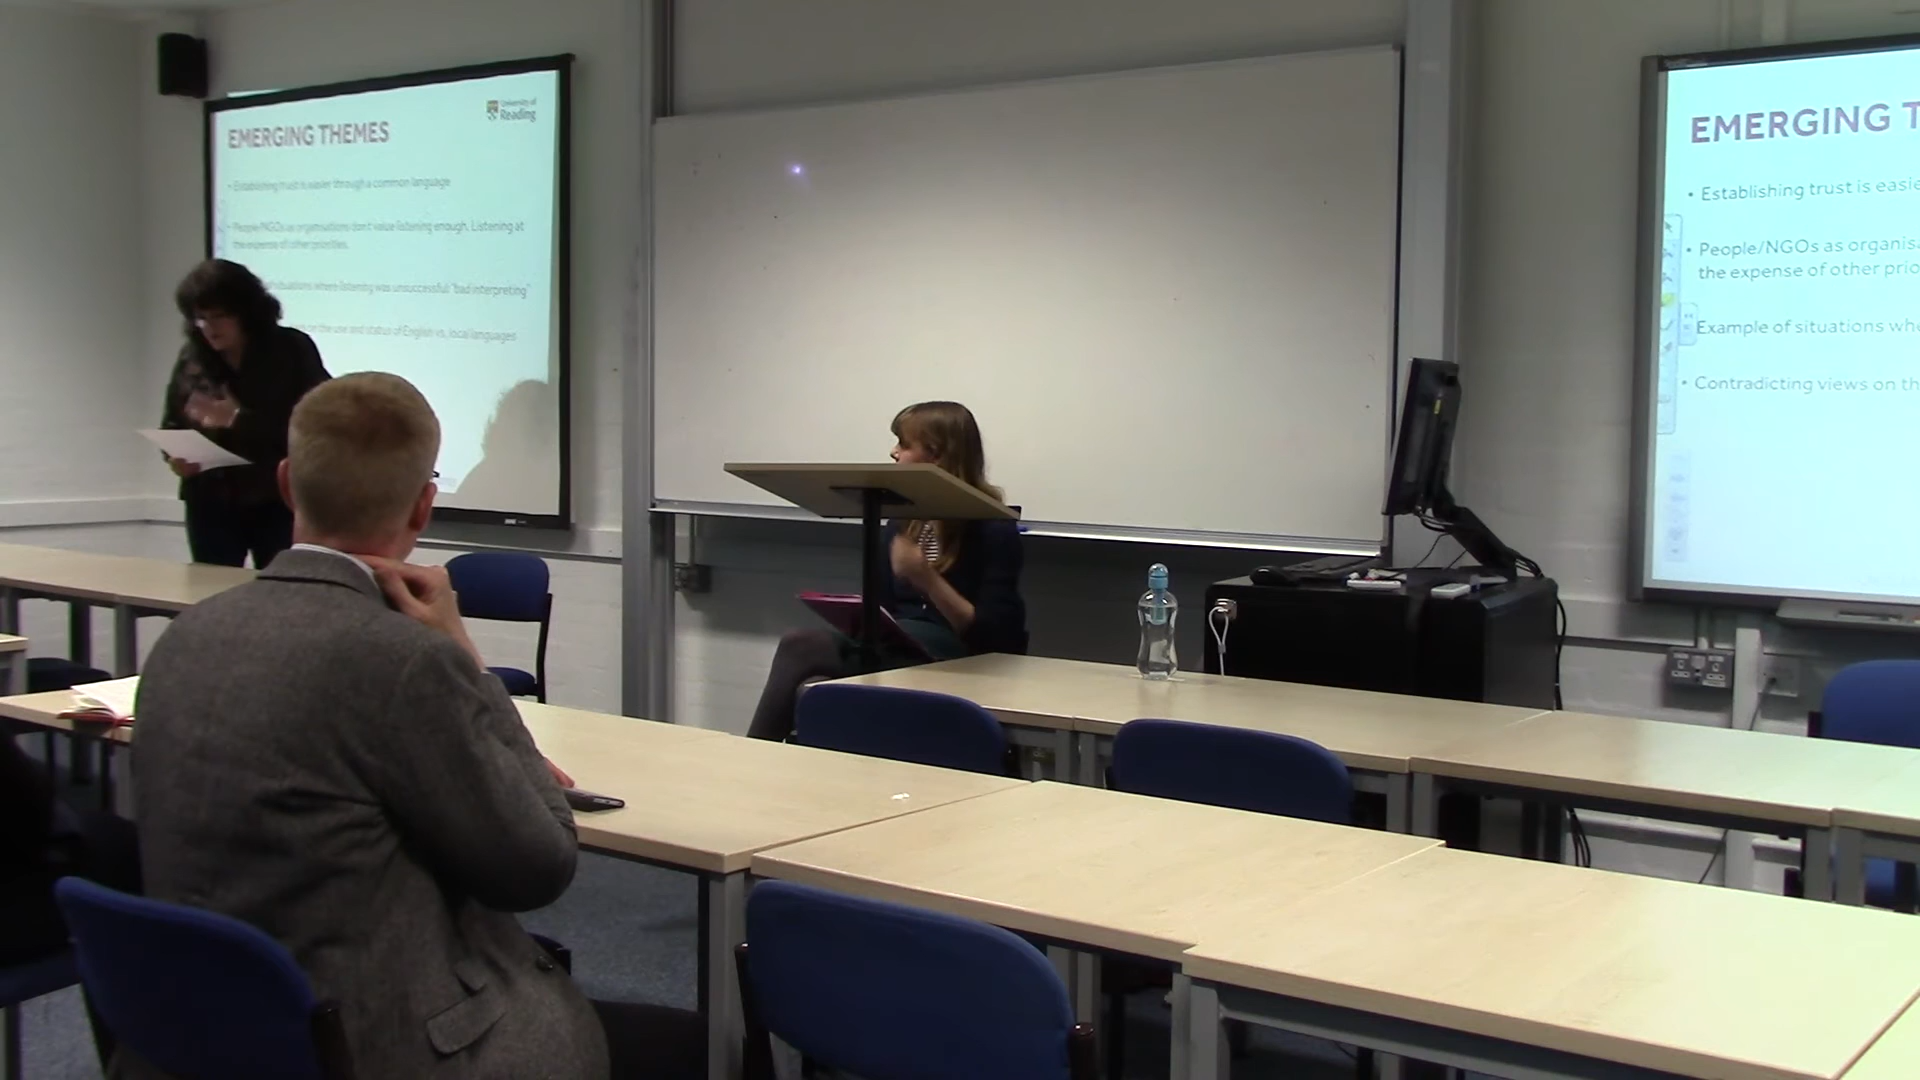 University of
Reading
EMERGING THEMES
• Establishing trust is easier through a common language
• People/NGOs as organisations don't value listening enough. Listening at
the expense of other priorities.
situations where listening was unsuccessful: "bad interpreting"
on the use and status of English vs. local languages
EMERGING T
• Establishing trust is easie
• People/NGOs as organis
the expense of other prio
Example of situations whe
• Contradicting views on th